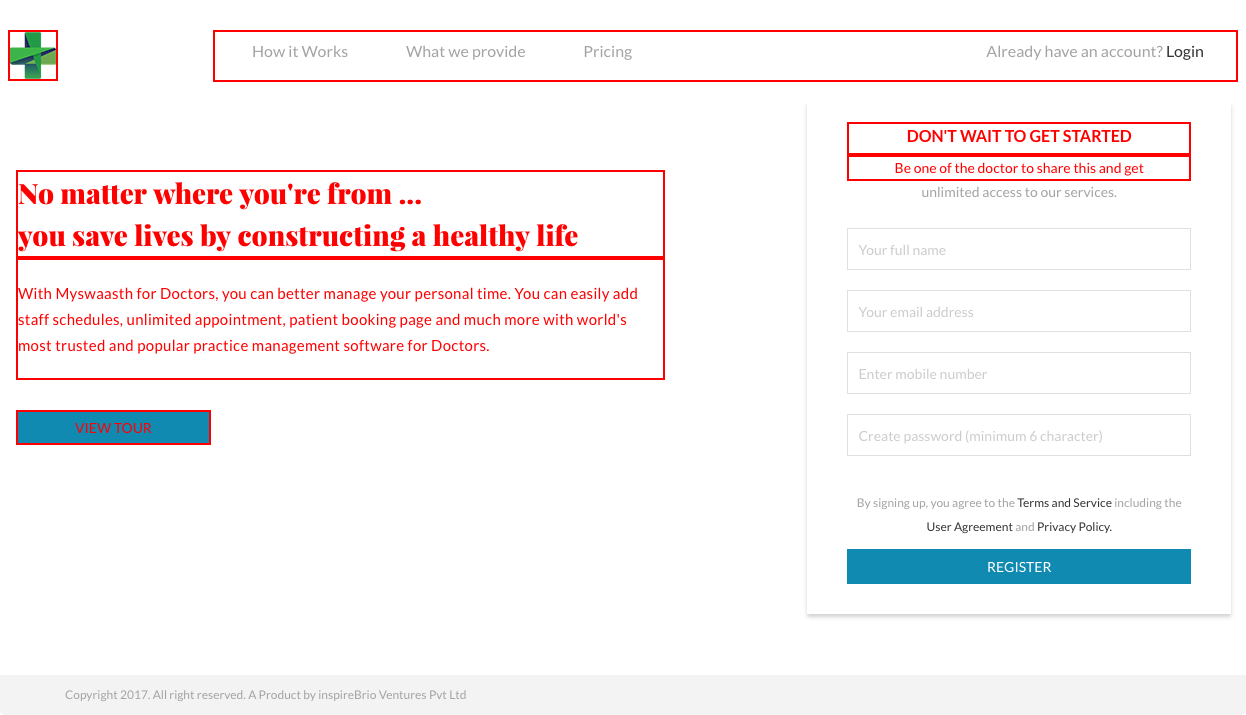 How it Works
What we provide
Pricing
Already have an account? Login
No matter where you're from ...
you save lives by constructing a healthy life
With Myswaasth for Doctors, you can better manage your personal time. You can easily add
staff schedules, unlimited appointment, patient booking page and much more with world's
most trusted and popular practice management software for Doctors.
VIEW TOUR
DON'T WAIT TO GET STARTED
Be one of the doctor to share this and get
unlimited access to our services.
Your full name
Your email address
Enter mobile number
Create password (minimum 6 character)
By signing up, you agree to the Terms and Service including the
User Agreement and Privacy Policy.
REGISTER
Copyright 2017. All right reserved. A Product by inspireBrio Ventures Pvt Ltd